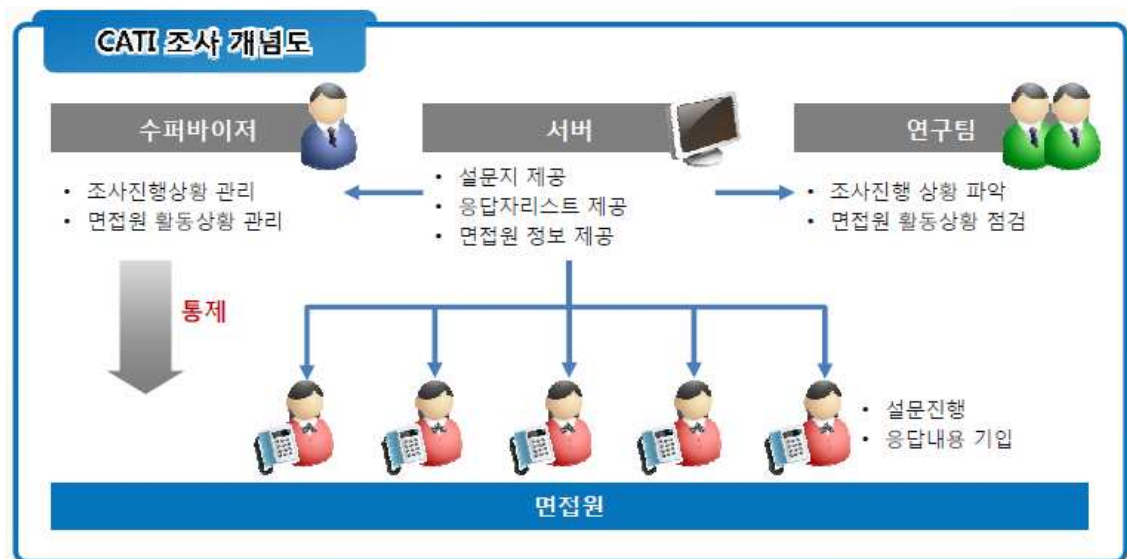 CATI 조사 개념도
수퍼바이저
서버
연구팀
• 조사진행상황 관리
• 면접원 활동상황 관리
• 설문지 제공
• 응답자리스트 제공
• 면접원 정보 제공
• 조사진행 상황 파악
• 면접원 활동상황 점검
통제
• 설문진행
• 응답내용 기입
면접원